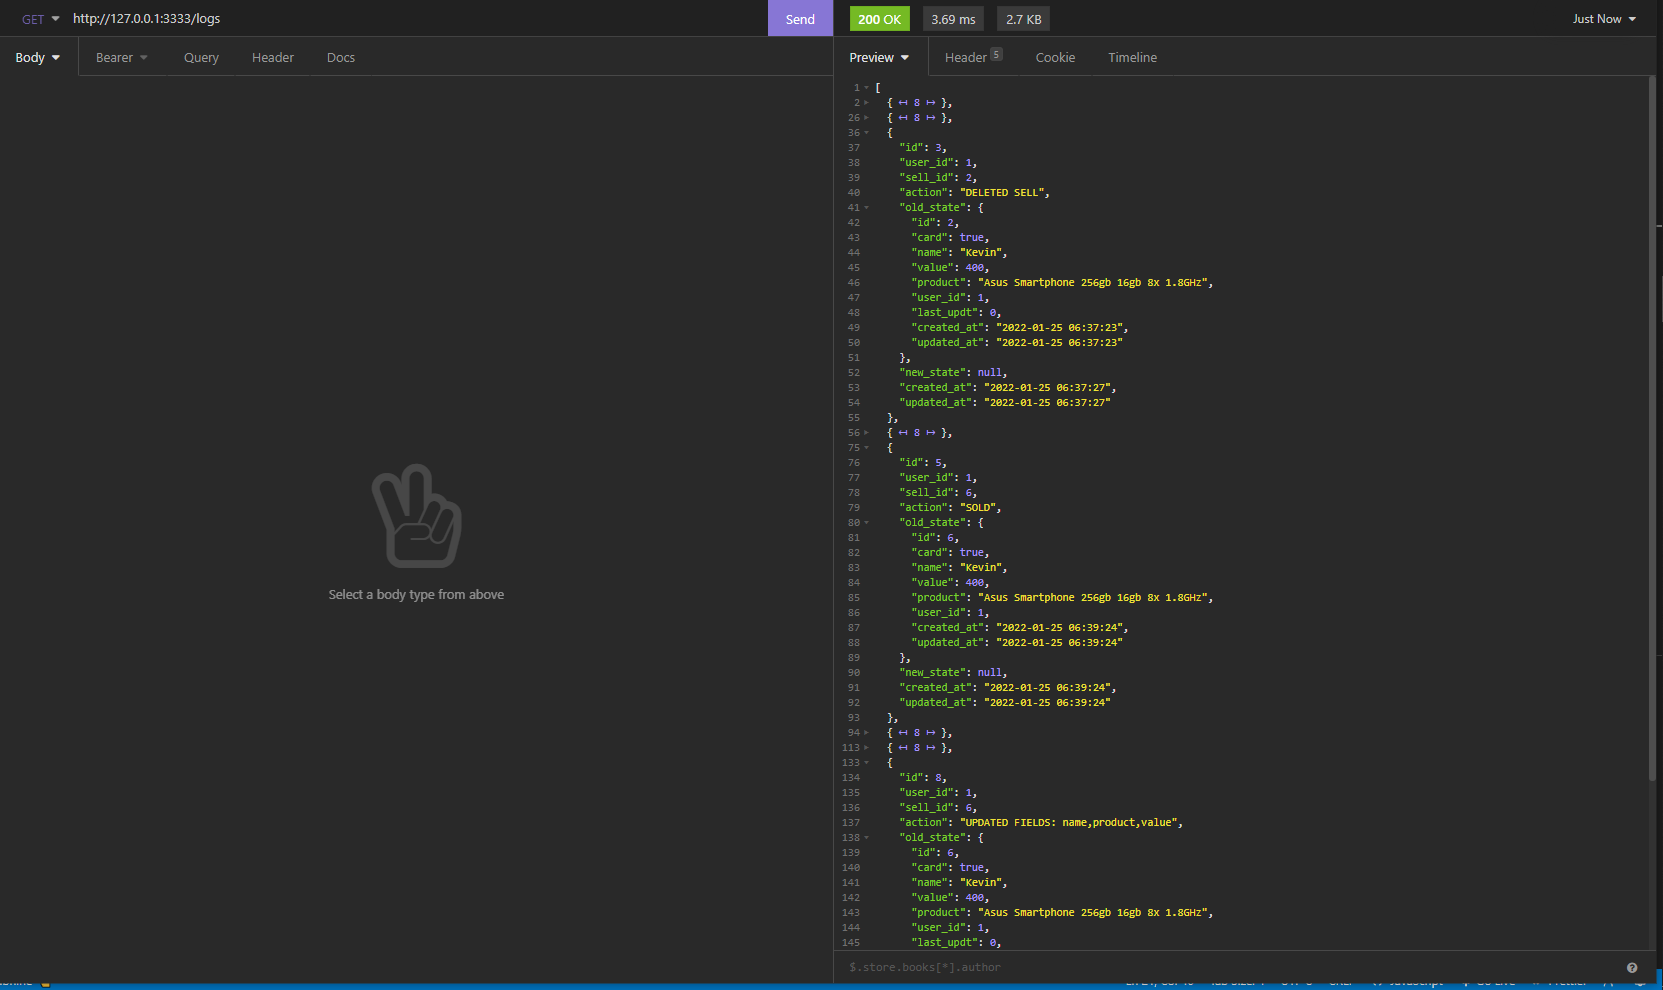 GET http://127.0.0.1:3333/logs Send 200 OK 3.69 ms 2.7 KB Just Now
Body Bearer Query Header Docs Preview Header 5 Cookie Timeline
1 [
2 { ↤ 8 ↦ },
26 { ↤ 8 ↦ },
36 {
37 "id": 3,
38 "user_id": 1,
39 "sell_id": 2,
40 "action": "DELETED SELL",
41 "old_state": {
42 "id": 2,
43 "card": true,
44 "name": "Kevin",
45 "value": 400,
46 "product": "Asus Smartphone 256gb 16gb 8x 1.8GHz",
47 "user_id": 1,
48 "last_updt": 0,
49 "created_at": "2022-01-25 06:37:23",
50 "updated_at": "2022-01-25 06:37:23"
51 },
52 "new_state": null,
53 "created_at": "2022-01-25 06:37:27",
54 "updated_at": "2022-01-25 06:37:27"
55 },
56 { ↤ 8 ↦ },
75 {
76 "id": 5,
77 "user_id": 1,
78 "sell_id": 6,
79 "action": "SOLD",
80 "old_state": {
81 "id": 6,
82 "card": true,
83 "name": "Kevin",
84 "value": 400,
85 "product": "Asus Smartphone 256gb 16gb 8x 1.8GHz",
86 "user_id": 1,
87 "created_at": "2022-01-25 06:39:24",
88 "updated_at": "2022-01-25 06:39:24"
89 },
90 "new_state": null,
91 "created_at": "2022-01-25 06:39:24",
92 "updated_at": "2022-01-25 06:39:24"
93 },
94 { ↤ 8 ↦ },
113 { ↤ 8 ↦ },
133 {
134 "id": 8,
135 "user_id": 1,
136 "sell_id": 6,
137 "action": "UPDATED FIELDS: name,product,value",
138 "old_state": {
139 "id": 6,
140 "card": true,
141 "name": "Kevin",
142 "value": 400,
143 "product": "Asus Smartphone 256gb 16gb 8x 1.8GHz",
144 "user_id": 1,
145 "last_updt": 0,
Select a body type from above
$.store.books[*].author